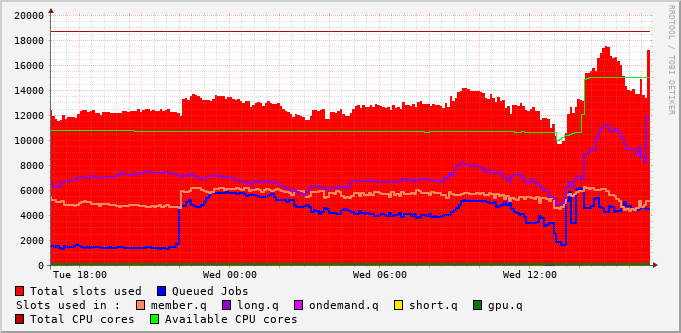 20000
18000
16000
14000
12000
10000
8000
6000
4000
2000
0
Tue 18:00 Wed 00:00 Wed 06:00 Wed 12:00
RRDTOOL / TOBI OETIKER
Total slots used Queued Jobs
Slots used in : member.q long.q ondemand.q short.q gpu.q
Total CPU cores Available CPU cores